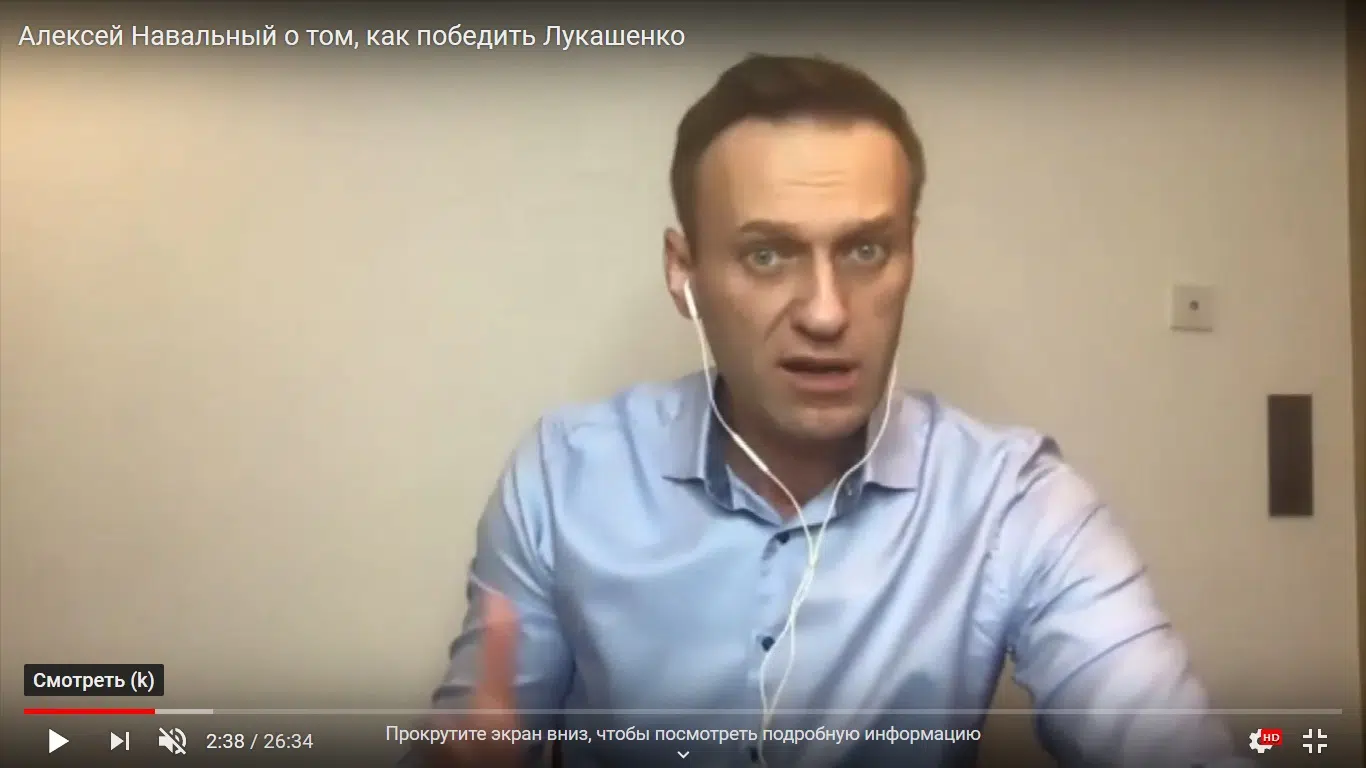 Алексей Навальный о том, как победить Лукашенко
Смотреть (k)
2:38 / 26:34
Прокрутите экран вниз, чтобы посмотреть подробную информацию
HD